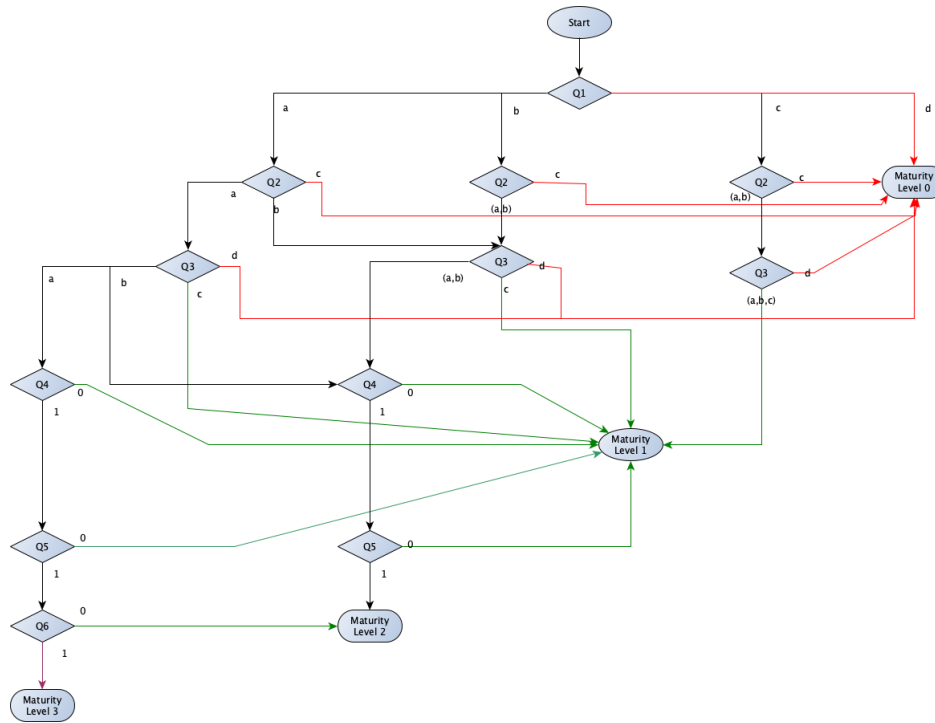 Start
Q1
a
b
c
d
Q2
c
a
b
Q2
c
(a,b)
Q2
c
(a,b)
Maturity
Level 0
Q3
d
a
b
c
Q3
d
(a,b)
c
Q3
d
(a,b,c)
Q4
0
1
Q4
0
1
Maturity
Level 1
Q5
0
1
Q5
0
1
Q6
0
1
Maturity
Level 2
Maturity
Level 3